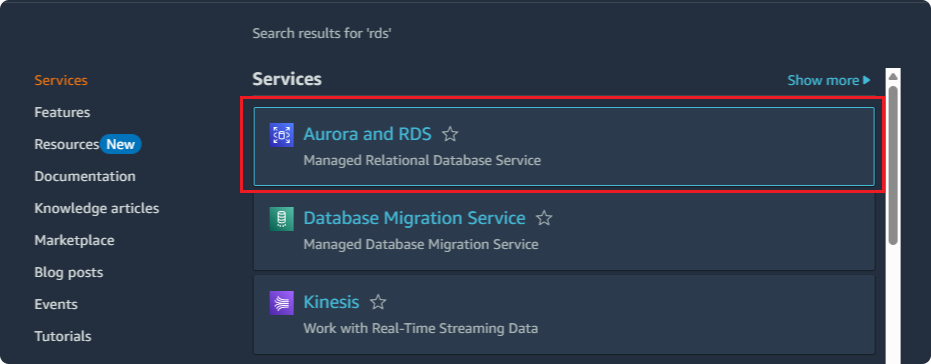 Search results for 'rds'
Services
Features
Resources New
Documentation
Knowledge articles
Marketplace
Blog posts
Events
Tutorials
Services
Show more
Aurora and RDS
Managed Relational Database Service
Database Migration Service
Managed Database Migration Service
Kinesis
Work with Real-Time Streaming Data